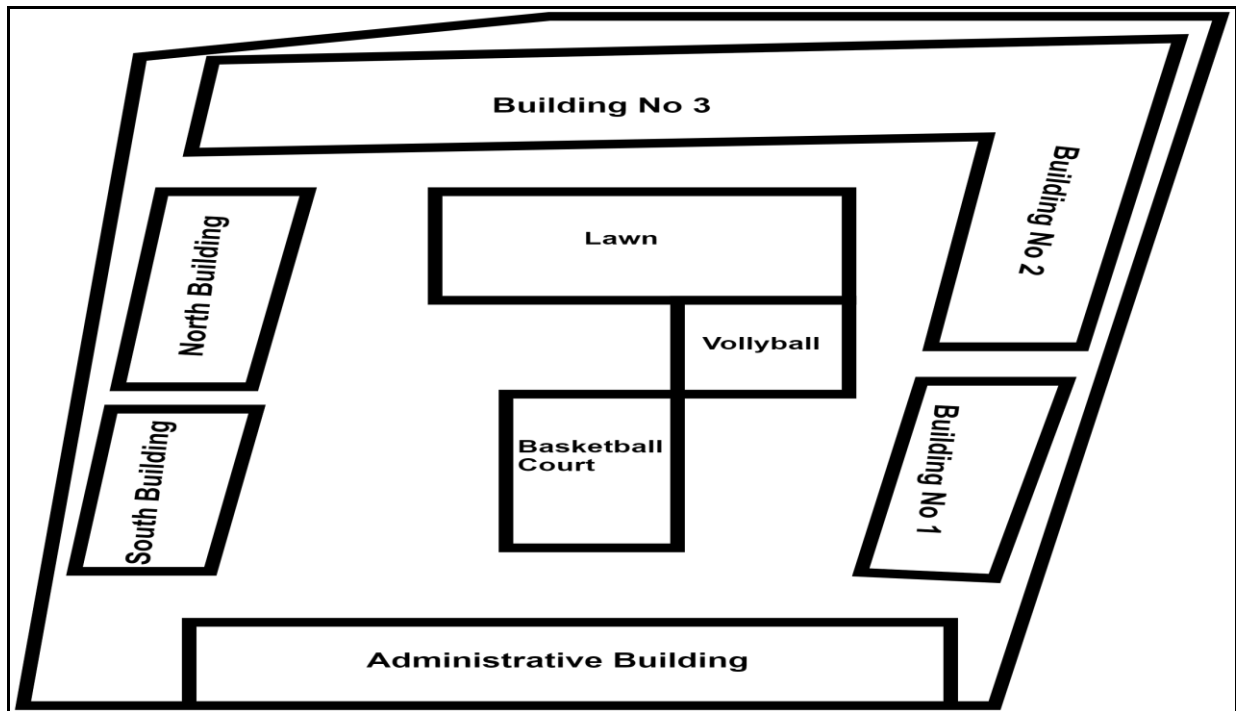 Building No 3
Building No 2
North Building
Lawn
Vollyball
Basketball
Court
Building No 1
South Building
Administrative Building